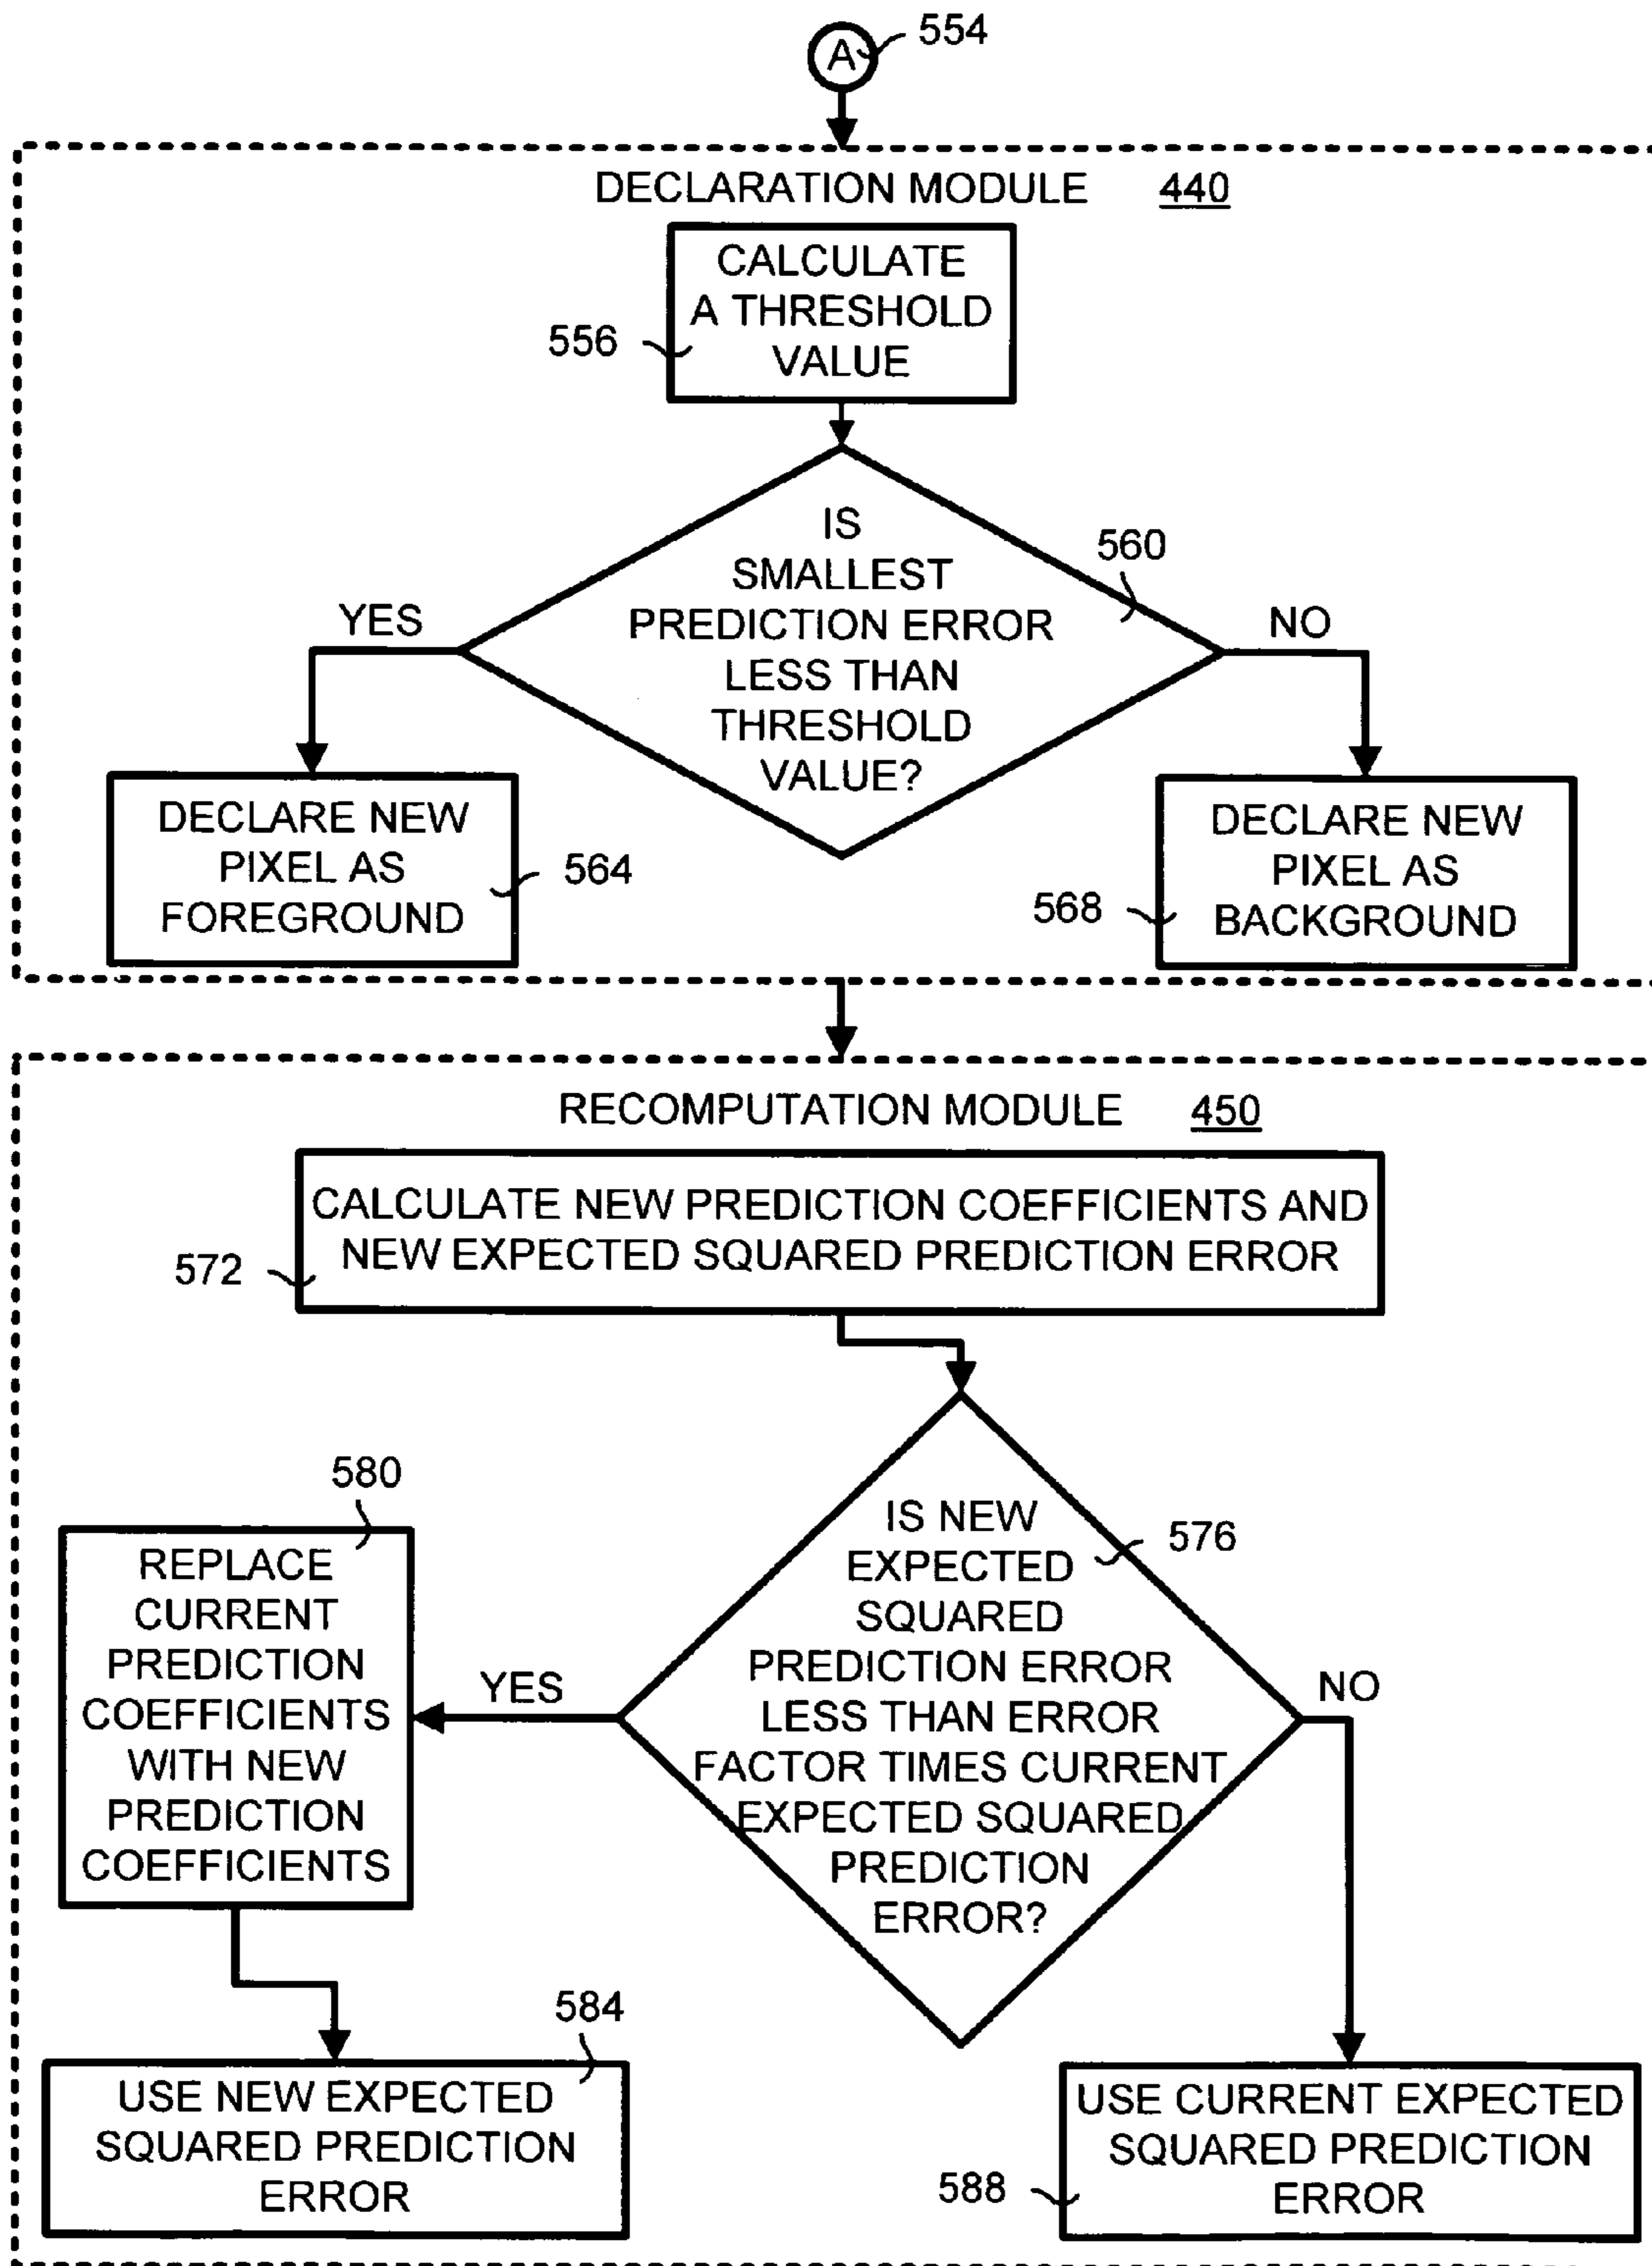 A 554
DECLARATION MODULE 440
CALCULATE
A THRESHOLD
VALUE
556
IS
SMALLEST
PREDICTION ERROR
LESS THAN
THRESHOLD
VALUE?
560
YES
NO
DECLARE NEW
PIXEL AS
FOREGROUND
564
DECLARE NEW
PIXEL AS
BACKGROUND
568
RECOMPUTATION MODULE 450
CALCULATE NEW PREDICTION COEFFICIENTS AND
NEW EXPECTED SQUARED PREDICTION ERROR
572
IS NEW
EXPECTED
SQUARED
PREDICTION ERROR
LESS THAN ERROR
FACTOR TIMES CURRENT
EXPECTED SQUARED
PREDICTION
ERROR?
576
YES
NO
580
REPLACE
CURRENT
PREDICTION
COEFFICIENTS
WITH NEW
PREDICTION
COEFFICIENTS
584
USE NEW EXPECTED
SQUARED PREDICTION
ERROR
USE CURRENT EXPECTED
SQUARED PREDICTION
ERROR
588